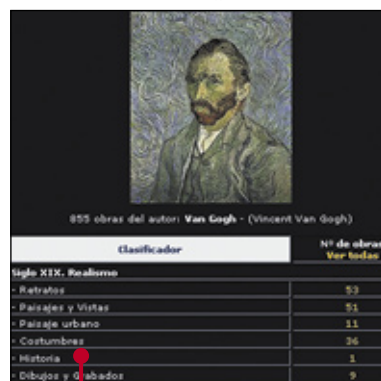 855 obras del autor: Van Gogh - (Vincent Van Gogh)
Clasificador
Nº de obras
Ver todas
Siglo XIX. Realismo
- Retratos 53
- Paisajes y Vistas 51
- Paisaje urbano 11
- Costumbres 36
- Historia 1
- Dibujos y Grabados 9